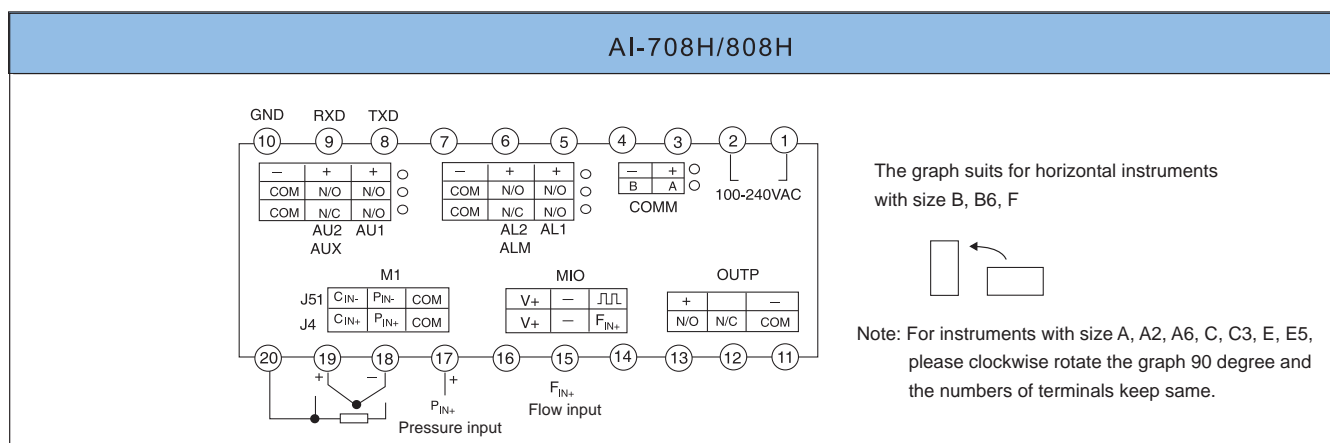 AI-708H/808H
GND RXD TXD
10 9 8 7 6 5 4 3 2 1
− + +
COM N/O N/O
COM N/C N/O
AU2 AU1
AUX
− + +
COM N/O N/O
COM N/C N/O
AL2 AL1
ALM
− +
B A
COMM
100-240VAC
The graph suits for horizontal instruments
with size B, B6, F
M1
J51 CIN- PIN- COM
J4 CIN+ PIN+ COM
MIO
V+ −
V+ − FIN+
OUTP
+ −
N/O N/C COM
Note: For instruments with size A, A2, A6, C, C3, E, E5,
please clockwise rotate the graph 90 degree and
the numbers of terminals keep same.
20 19 18 17 16 15 14 13 12 11
+ − +
PIN+
Pressure input
FIN+
Flow input